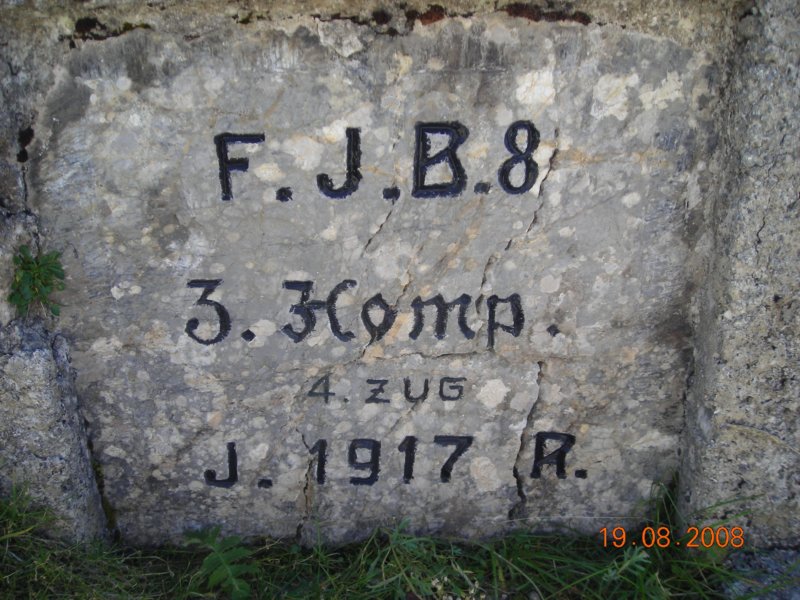 F.J.B.8
3. Komp.
4. ZUG
J. 1917 R.
19.08.2008